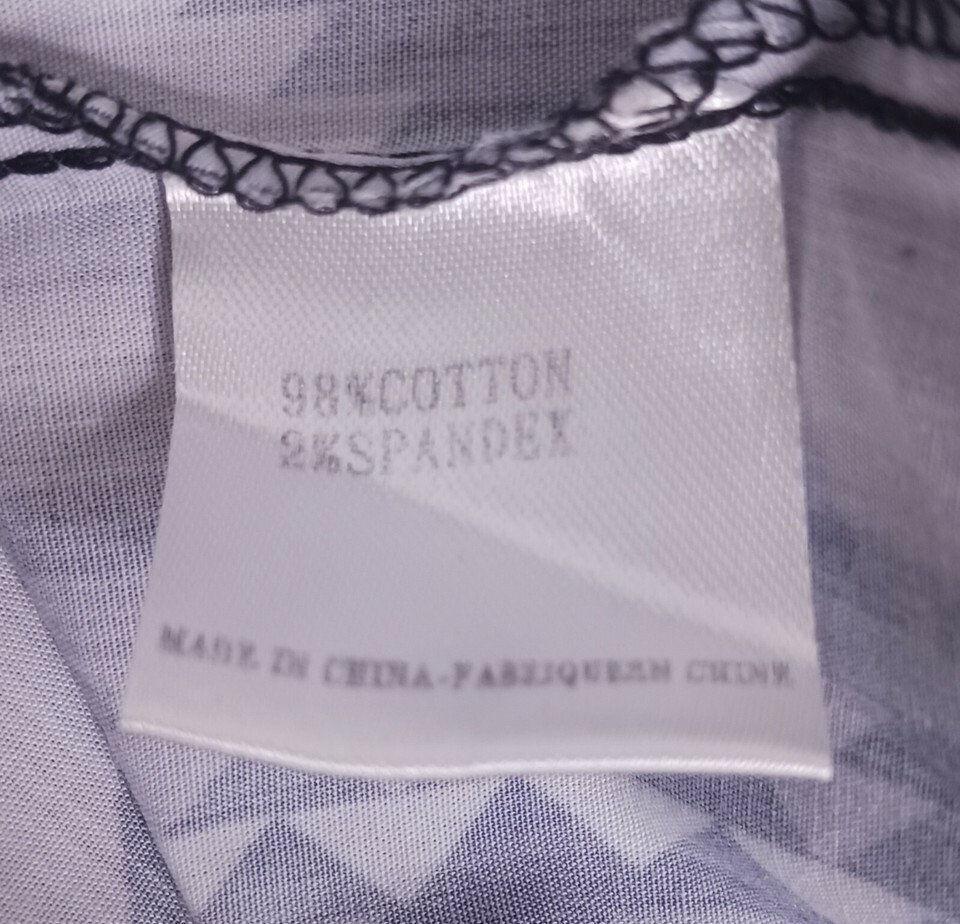 98%COTTON
2%SPANDEX
MADE IN CHINA-FABRIQUEEN CHINE